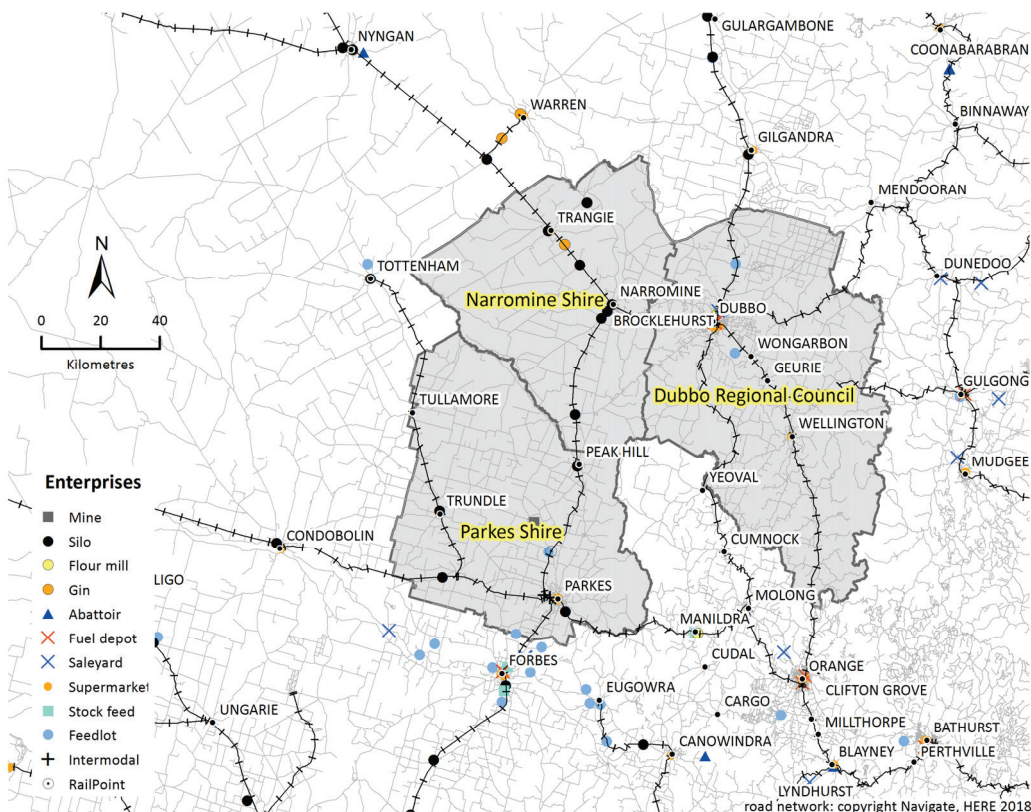 NYNGAN
GULARGAMBONE
COONABARABRAN
WARREN
BINNAWAY
GILGANDRA
MENDOORAN
TRANGIE
N
TOTTENHAM
DUNEDOO
Narromine Shire
NARROMINE
DUBBO
BROCKLEHURST
0 20 40
Kilometres
WONGARBON
GEURIE
GULGONG
Dubbo Regional Council
TULLAMORE
WELLINGTON
PEAK HILL
MUDGEE
YEOVAL
Enterprises
Mine
Silo
Flour mill
Gin
Abattoir
Fuel depot
Saleyard
Supermarket
Stock feed
Feedlot
Intermodal
RailPoint
TRUNDLE
Parkes Shire
CONDOBOLIN
CUMNOCK
LIGO
PARKES
MOLONG
MANILDRA
FORBES
CUDAL
ORANGE
EUGOWRA
CLIFTON GROVE
CARGO
UNGARIE
MILLTHORPE
BATHURST
CANOWINDRA
BLAYNEY
PERTHVILLE
LYNDHURST
road network: copyright Navigate, HERE 2018